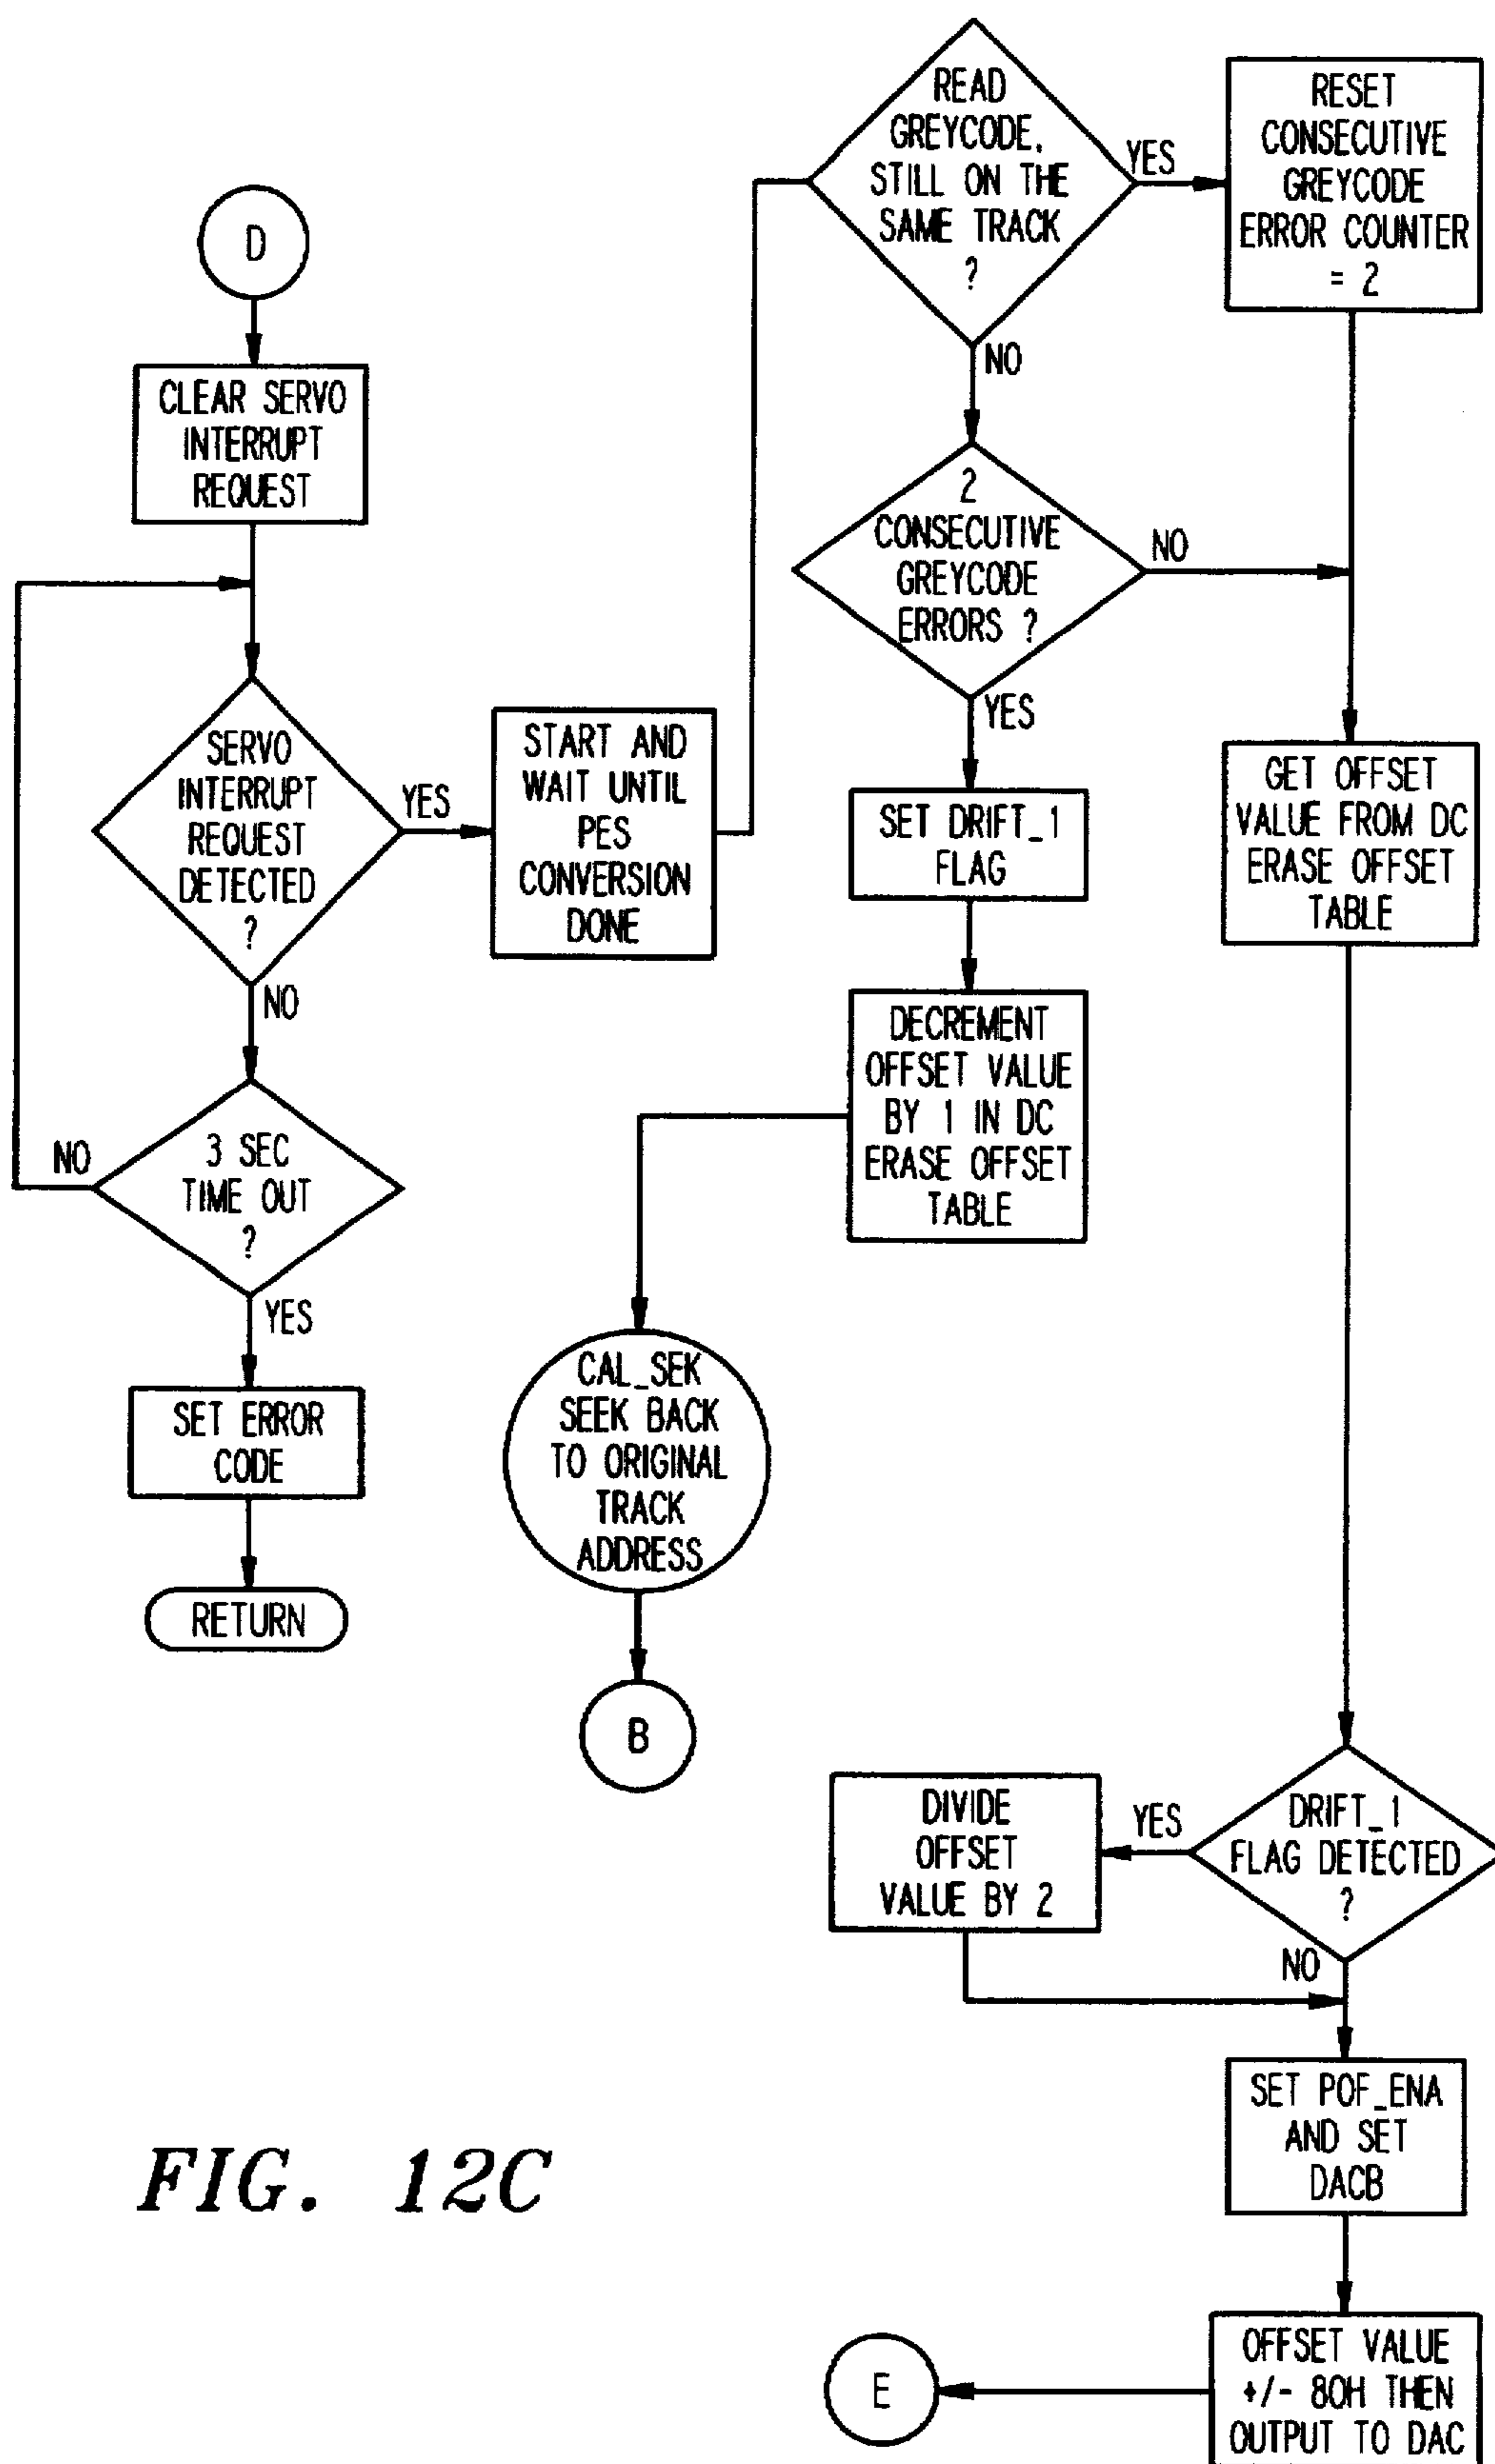 D
CLEAR SERVO
INTERRUPT
REQUEST
SERVO
INTERRUPT
REQUEST
DETECTED
?
YES
NO
3 SEC
TIME OUT
?
NO
YES
SET ERROR
CODE
RETURN
START AND
WAIT UNTIL
PES
CONVERSION
DONE
READ
GREYCODE,
STILL ON THE
SAME TRACK
?
YES
NO
RESET
CONSECUTIVE
GREYCODE
ERROR COUNTER
= 2
2
CONSECUTIVE
GREYCODE
ERRORS ?
NO
YES
SET DRIFT_1
FLAG
DECREMENT
OFFSET VALUE
BY 1 IN DC
ERASE OFFSET
TABLE
CAL_SEK
SEEK BACK
TO ORIGINAL
TRACK
ADDRESS
B
GET OFFSET
VALUE FROM DC
ERASE OFFSET
TABLE
DRIFT_1
FLAG DETECTED
?
YES
NO
DIVIDE
OFFSET
VALUE BY 2
SET POF_ENA
AND SET
DACB
OFFSET VALUE
+/- 80H THEN
OUTPUT TO DAC
E
FIG. 12C